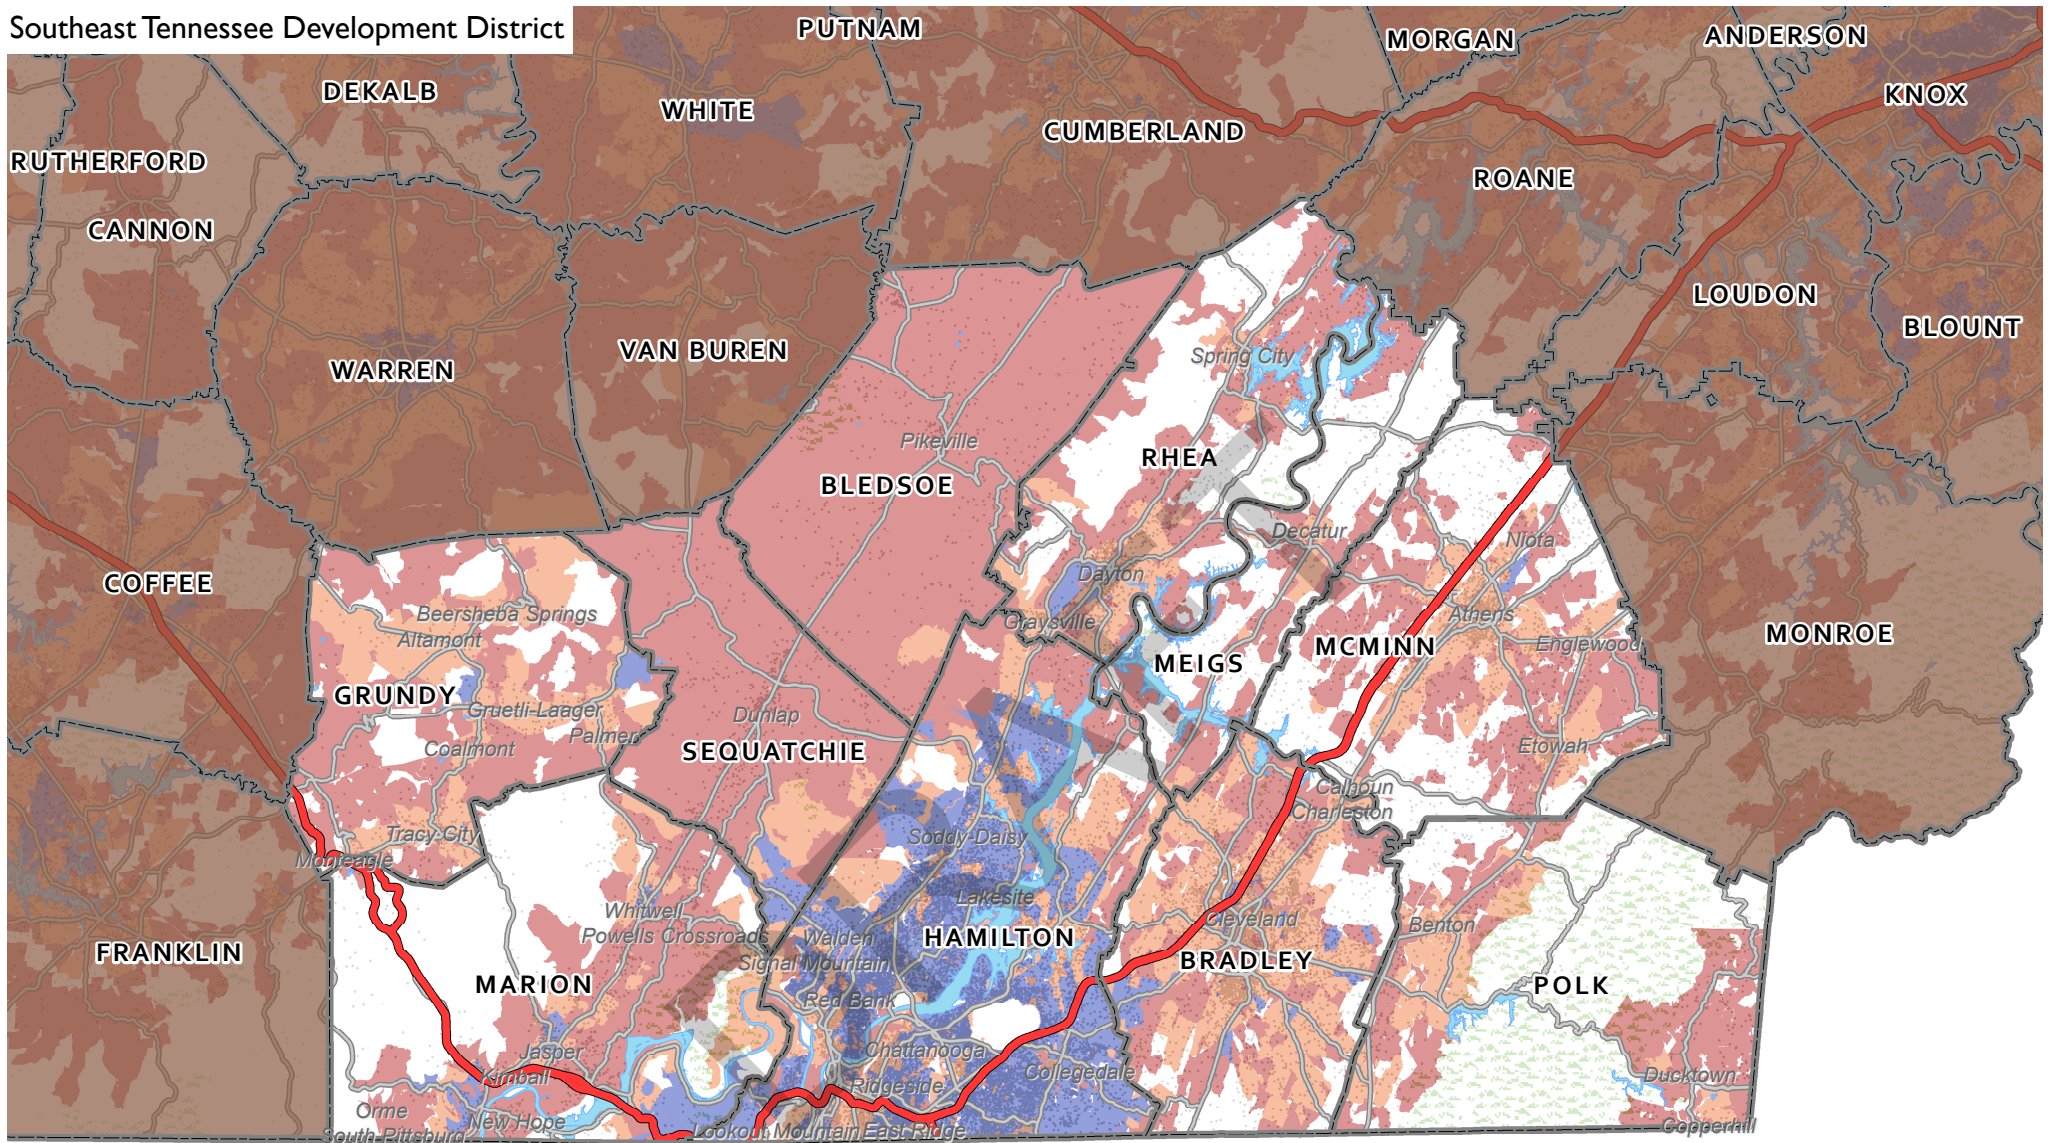 Southeast Tennessee Development District
PUTNAM
MORGAN
ANDERSON
DEKALB
WHITE
KNOX
CUMBERLAND
RUTHERFORD
ROANE
CANNON
LOUDON
BLOUNT
WARREN
VAN BUREN
Spring City
Pikeville
RHEA
BLEDSOE
Decatur
Niota
COFFEE
Dayton
Beersheba Springs
Altamont
Graysville
Athens
MONROE
MCMINN
Englewood
MEIGS
GRUNDY
Gruetli-Laager
Dunlap
Palmer
Coalmont
SEQUATCHIE
Etowah
Calhoun
Charleston
Tracy City
Soddy-Daisy
Monteagle
Lakesite
Whitwell
Cleveland
Benton
Powells Crossroads
Walden
HAMILTON
FRANKLIN
Signal Mountain
BRADLEY
MARION
POLK
Red Bank
Jasper
Chattanooga
Collegedale
Kimball
Ridgeside
Ducktown
Orme
New Hope
South Pittsburg
Lookout Mountain
East Ridge
Copperhill
DRAFT